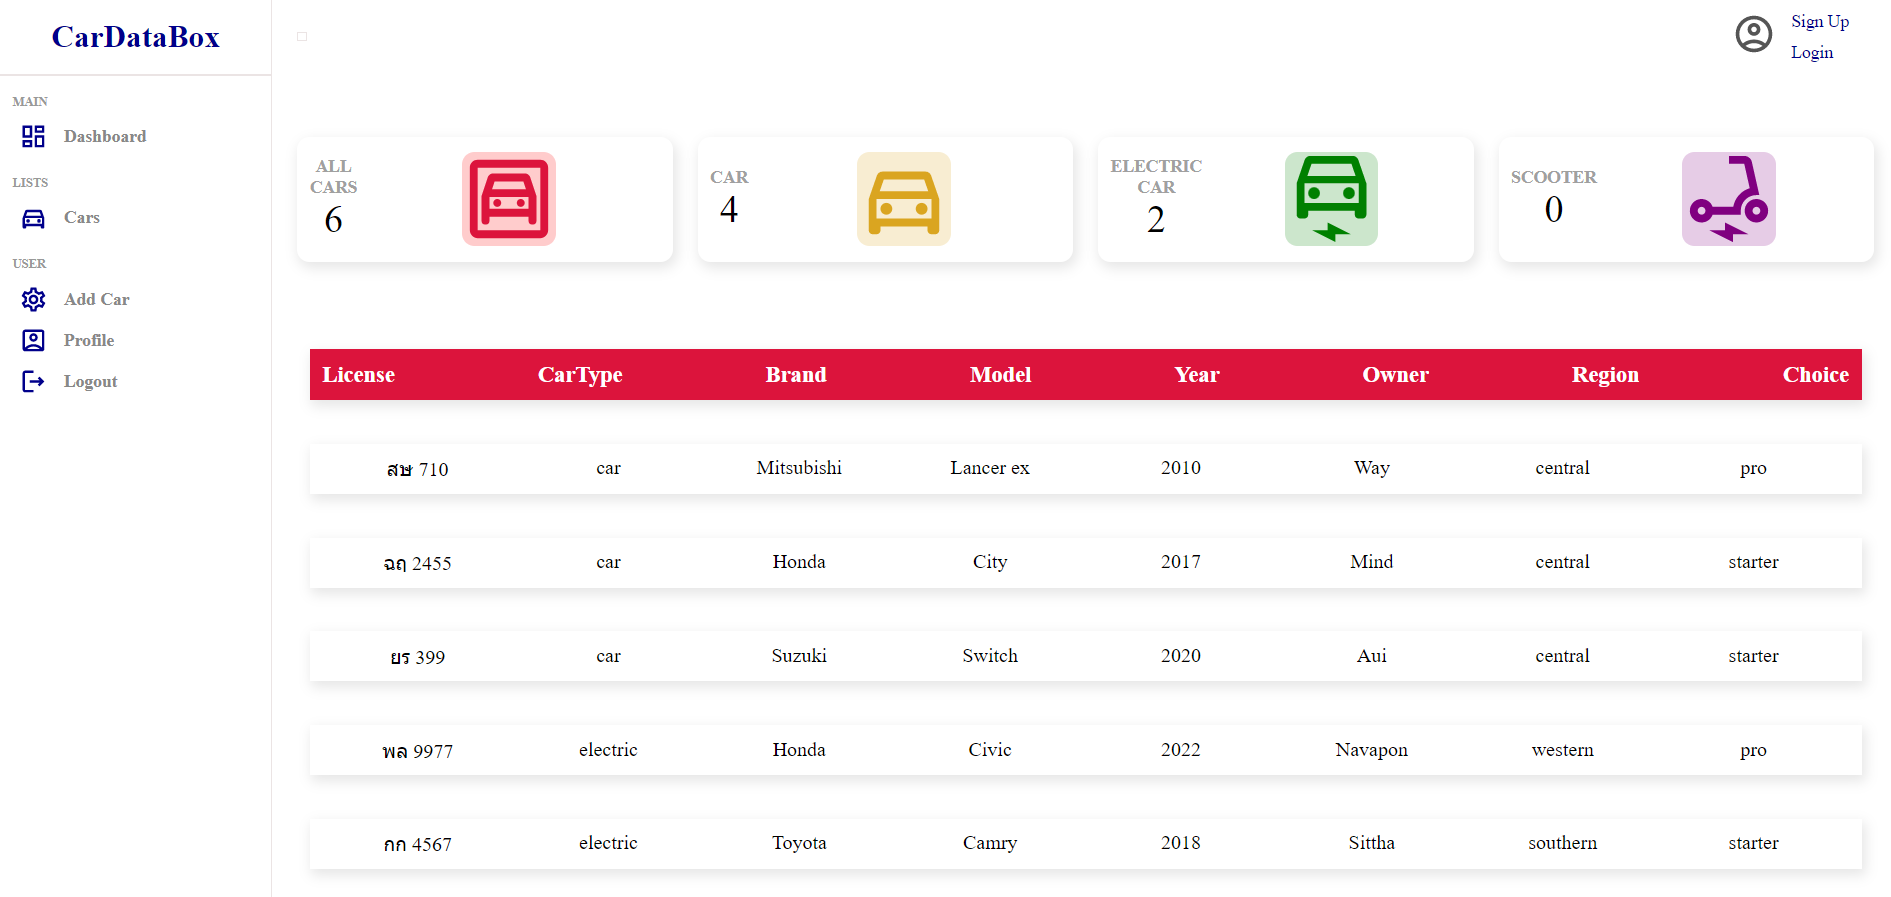 CarDataBox
Sign Up
Login
MAIN
Dashboard
LISTS
Cars
USER
Add Car
Profile
Logout
ALL
CARS
6
CAR
4
ELECTRIC
CAR
2
SCOOTER
0
License CarType Brand Model Year Owner Region Choice
สษ 710 car Mitsubishi Lancer ex 2010 Way central pro
ฉฤ 2455 car Honda City 2017 Mind central starter
ยร 399 car Suzuki Switch 2020 Aui central starter
พล 9977 electric Honda Civic 2022 Navapon western pro
กก 4567 electric Toyota Camry 2018 Sittha southern starter